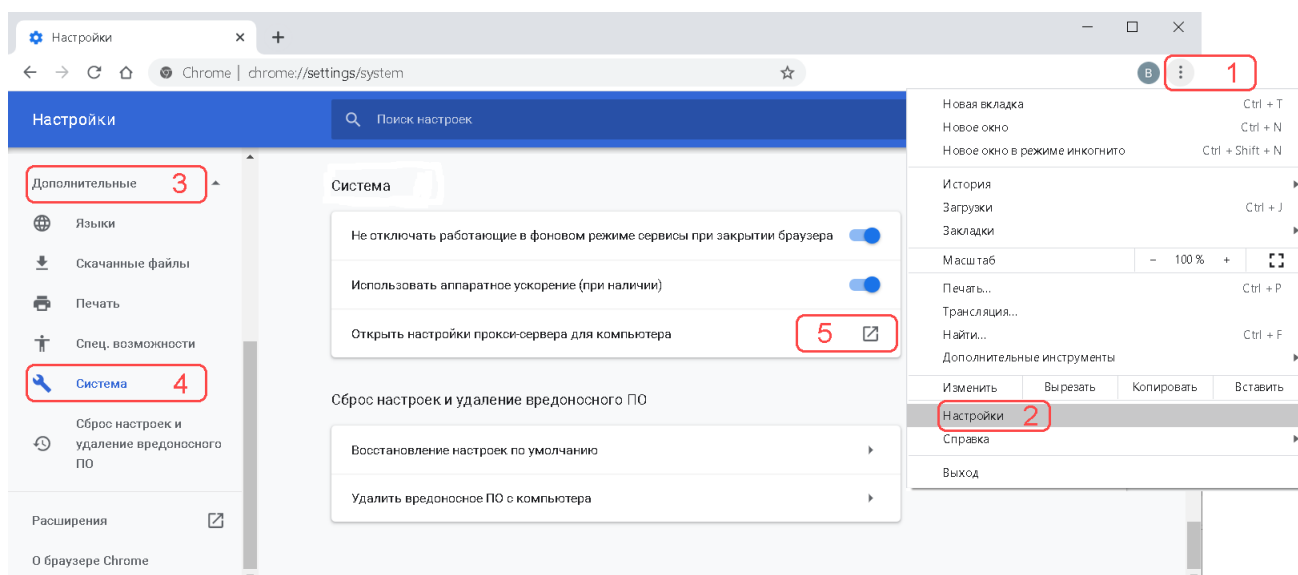 Настройки
Chrome | chrome://settings/system
B
1
Настройки
Поиск настроек
Дополнительные 3
Языки
Скачанные файлы
Печать
Спец. возможности
Система 4
Сброс настроек и
удаление вредоносного
ПО
Расширения
О браузере Chrome
Система
Не отключать работающие в фоновом режиме сервисы при закрытии браузера
Использовать аппаратное ускорение (при наличии)
Открыть настройки прокси-сервера для компьютера 5
Сброс настроек и удаление вредоносного ПО
Восстановление настроек по умолчанию
Удалить вредоносное ПО с компьютера
Новая вкладка Ctrl + T
Новое окно Ctrl + N
Новое окно в режиме инкогнито Ctrl + Shift + N
История
Загрузки Ctrl + J
Закладки
Масштаб - 100 % +
Печать... Ctrl + P
Трансляция...
Найти... Ctrl + F
Дополнительные инструменты
Изменить Вырезать Копировать Вставить
Настройки 2
Справка
Выход